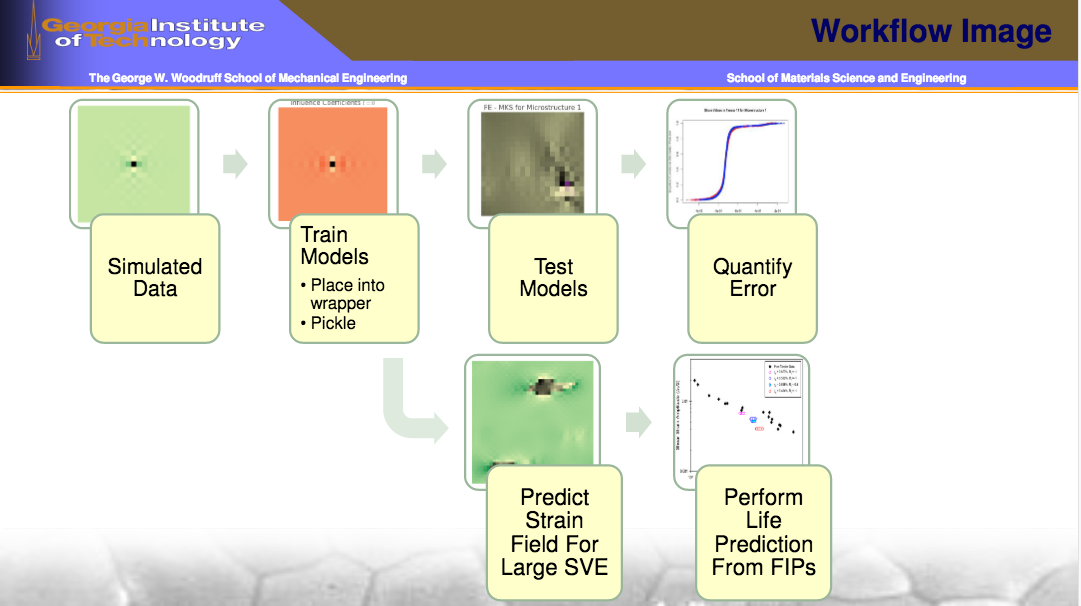 Georgia Institute
of Technology
Workflow Image
The George W. Woodruff School of Mechanical Engineering
School of Materials Science and Engineering
Influence Coefficients
FE - MKS for Microstructure 1
Simulated
Data
Train
Models
• Place into
wrapper
• Pickle
Test
Models
Quantify
Error
Predict
Strain
Field For
Large SVE
Perform
Life
Prediction
From FIPs